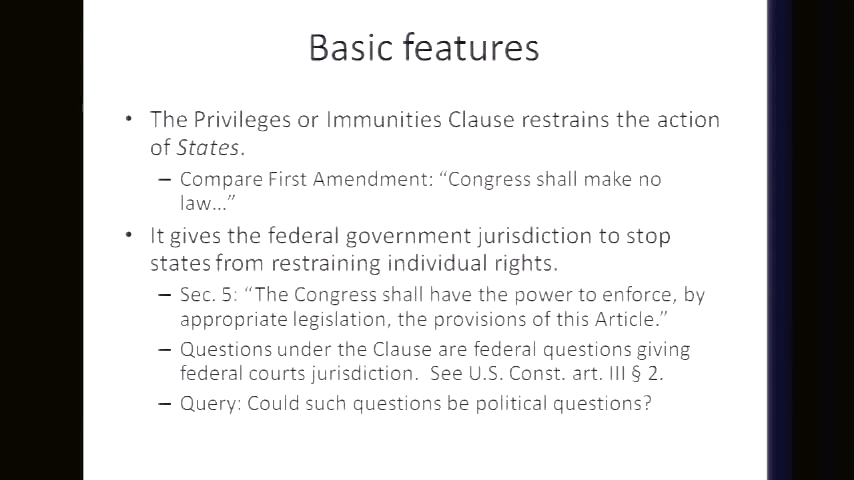 Basic features
• The Privileges or Immunities Clause restrains the action
of States.
– Compare First Amendment: “Congress shall make no
law…”
• It gives the federal government jurisdiction to stop
states from restraining individual rights.
– Sec. 5: “The Congress shall have the power to enforce, by
appropriate legislation, the provisions of this Article.”
– Questions under the Clause are federal questions giving
federal courts jurisdiction. See U.S. Const. art. III § 2.
– Query: Could such questions be political questions?